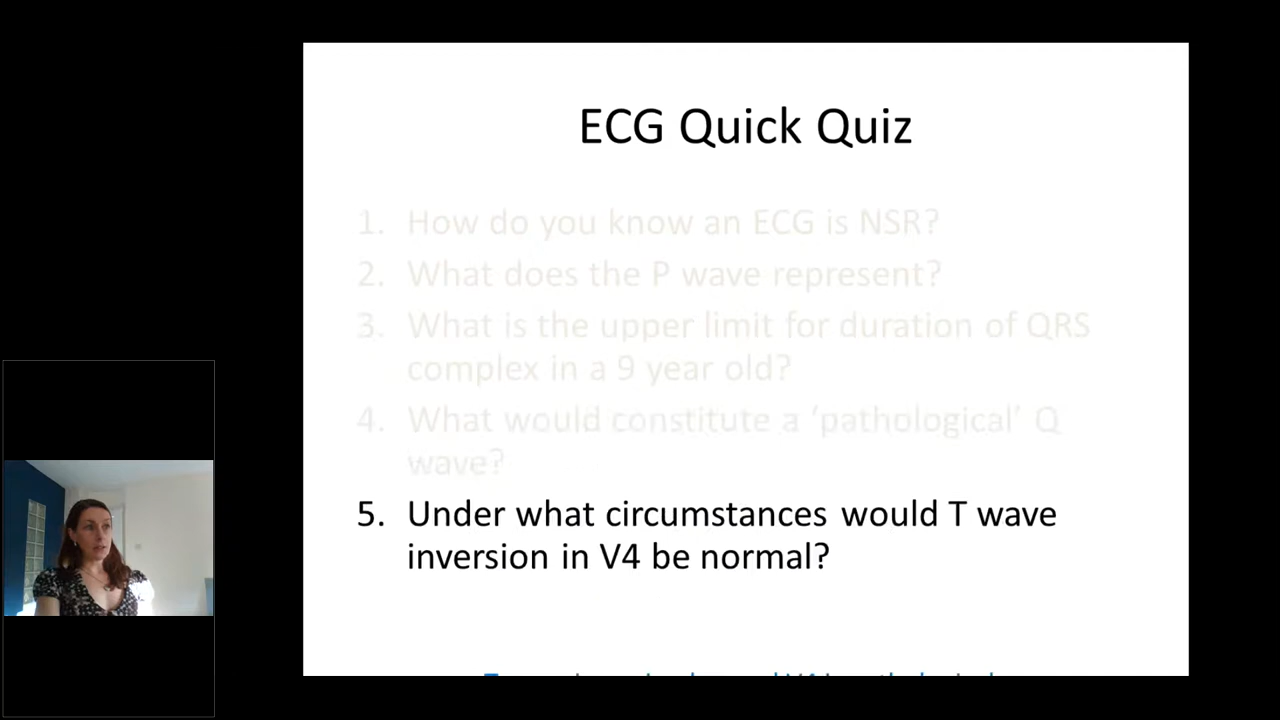 ECG Quick Quiz
1. How do you know an ECG is NSR?
2. What does the P wave represent?
3. What is the upper limit for duration of QRS
complex in a 9 year old?
4. What would constitute a ‘pathological’ Q
wave?
5. Under what circumstances would T wave
inversion in V4 be normal?